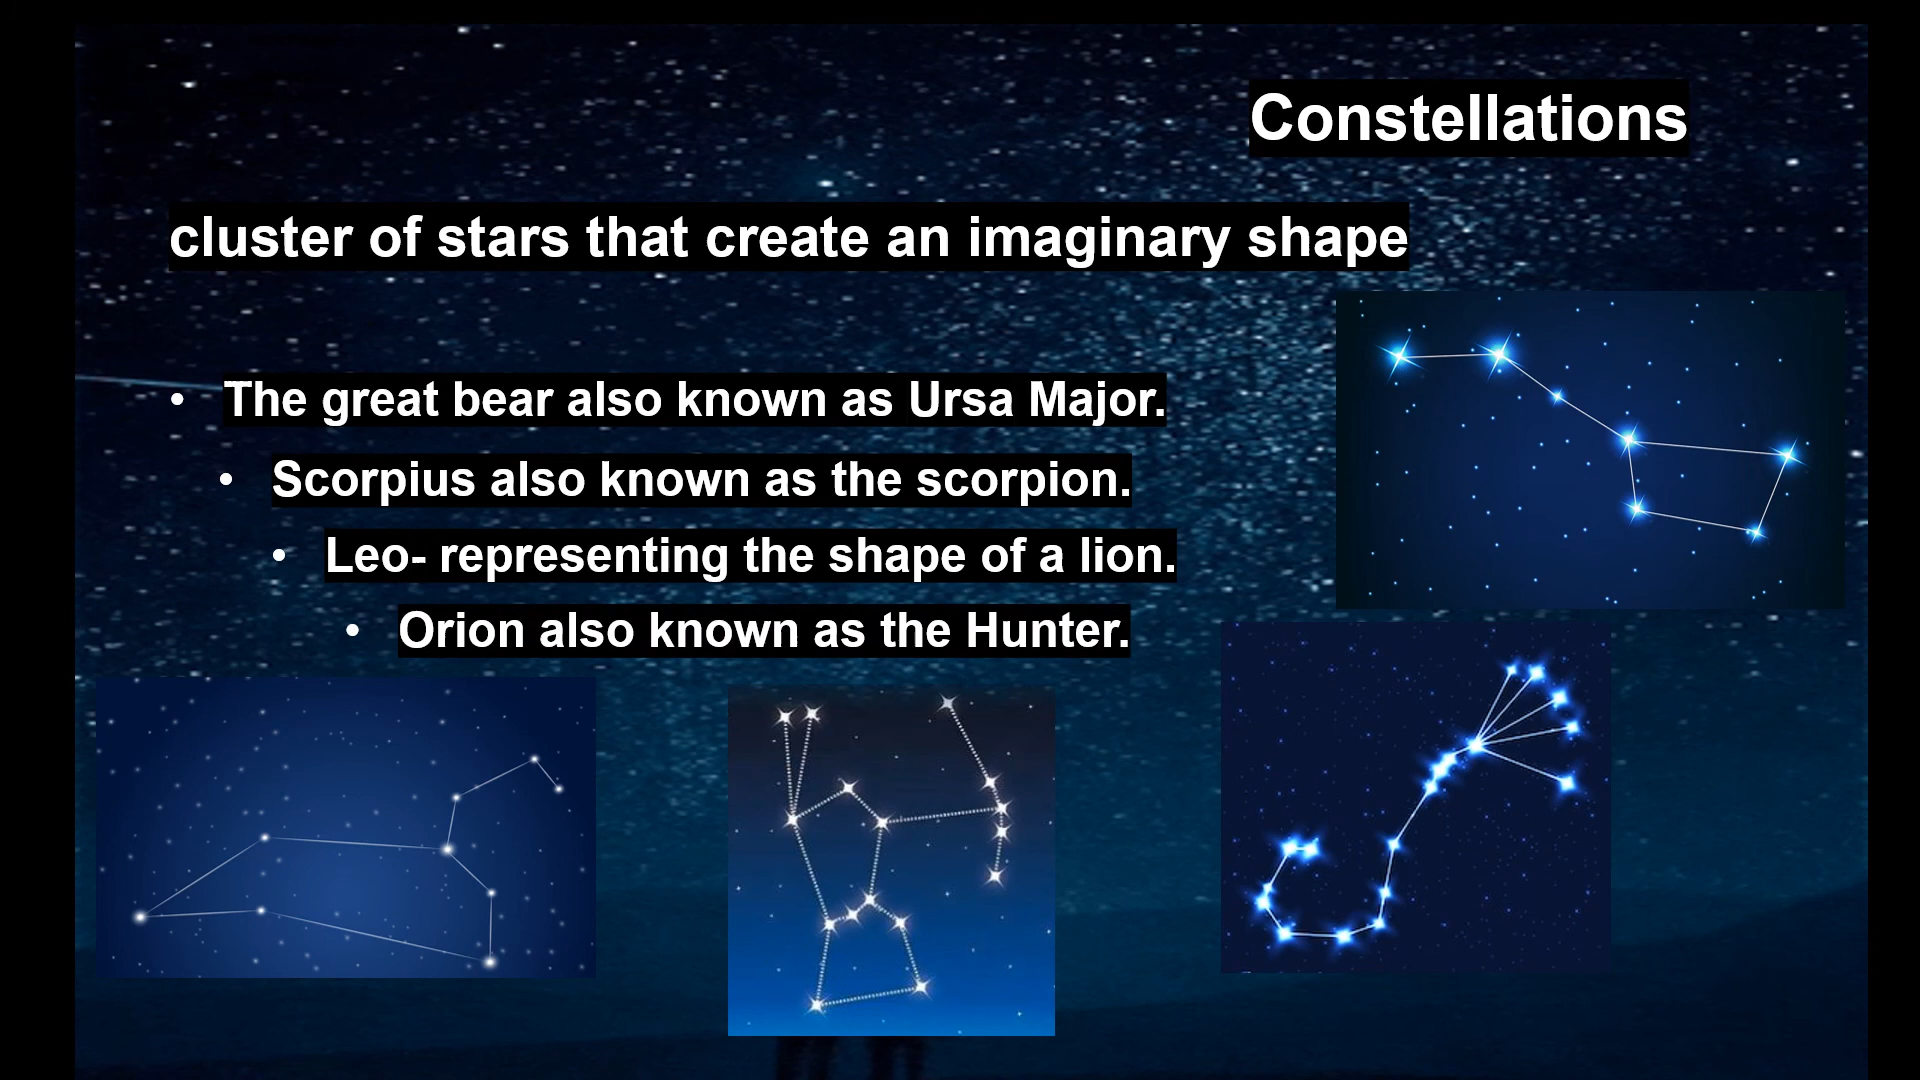 Constellations
cluster of stars that create an imaginary shape
• The great bear also known as Ursa Major.
• Scorpius also known as the scorpion.
• Leo- representing the shape of a lion.
• Orion also known as the Hunter.